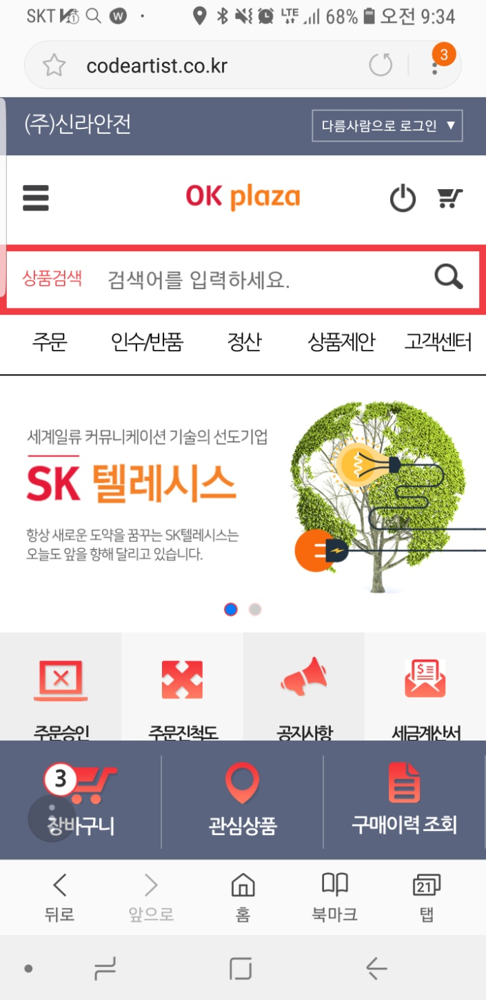 SKT 1 W · LTE 68% 오전 9:34
codeartist.co.kr 3
(주)신라안전 다름사람으로 로그인 ▼
OK plaza
상품검색 검색어를 입력하세요.
주문 인수/반품 정산 상품제안 고객센터
세계일류 커뮤니케이션 기술의 선도기업
SK 텔레시스
항상 새로운 도약을 꿈꾸는 SK텔레시스는
오늘도 앞을 향해 달리고 있습니다.
주문승인 주문진척도 공지사항 세금계산서
3
장바구니 관심상품 구매이력 조회
21
뒤로 앞으로 홈 북마크 탭